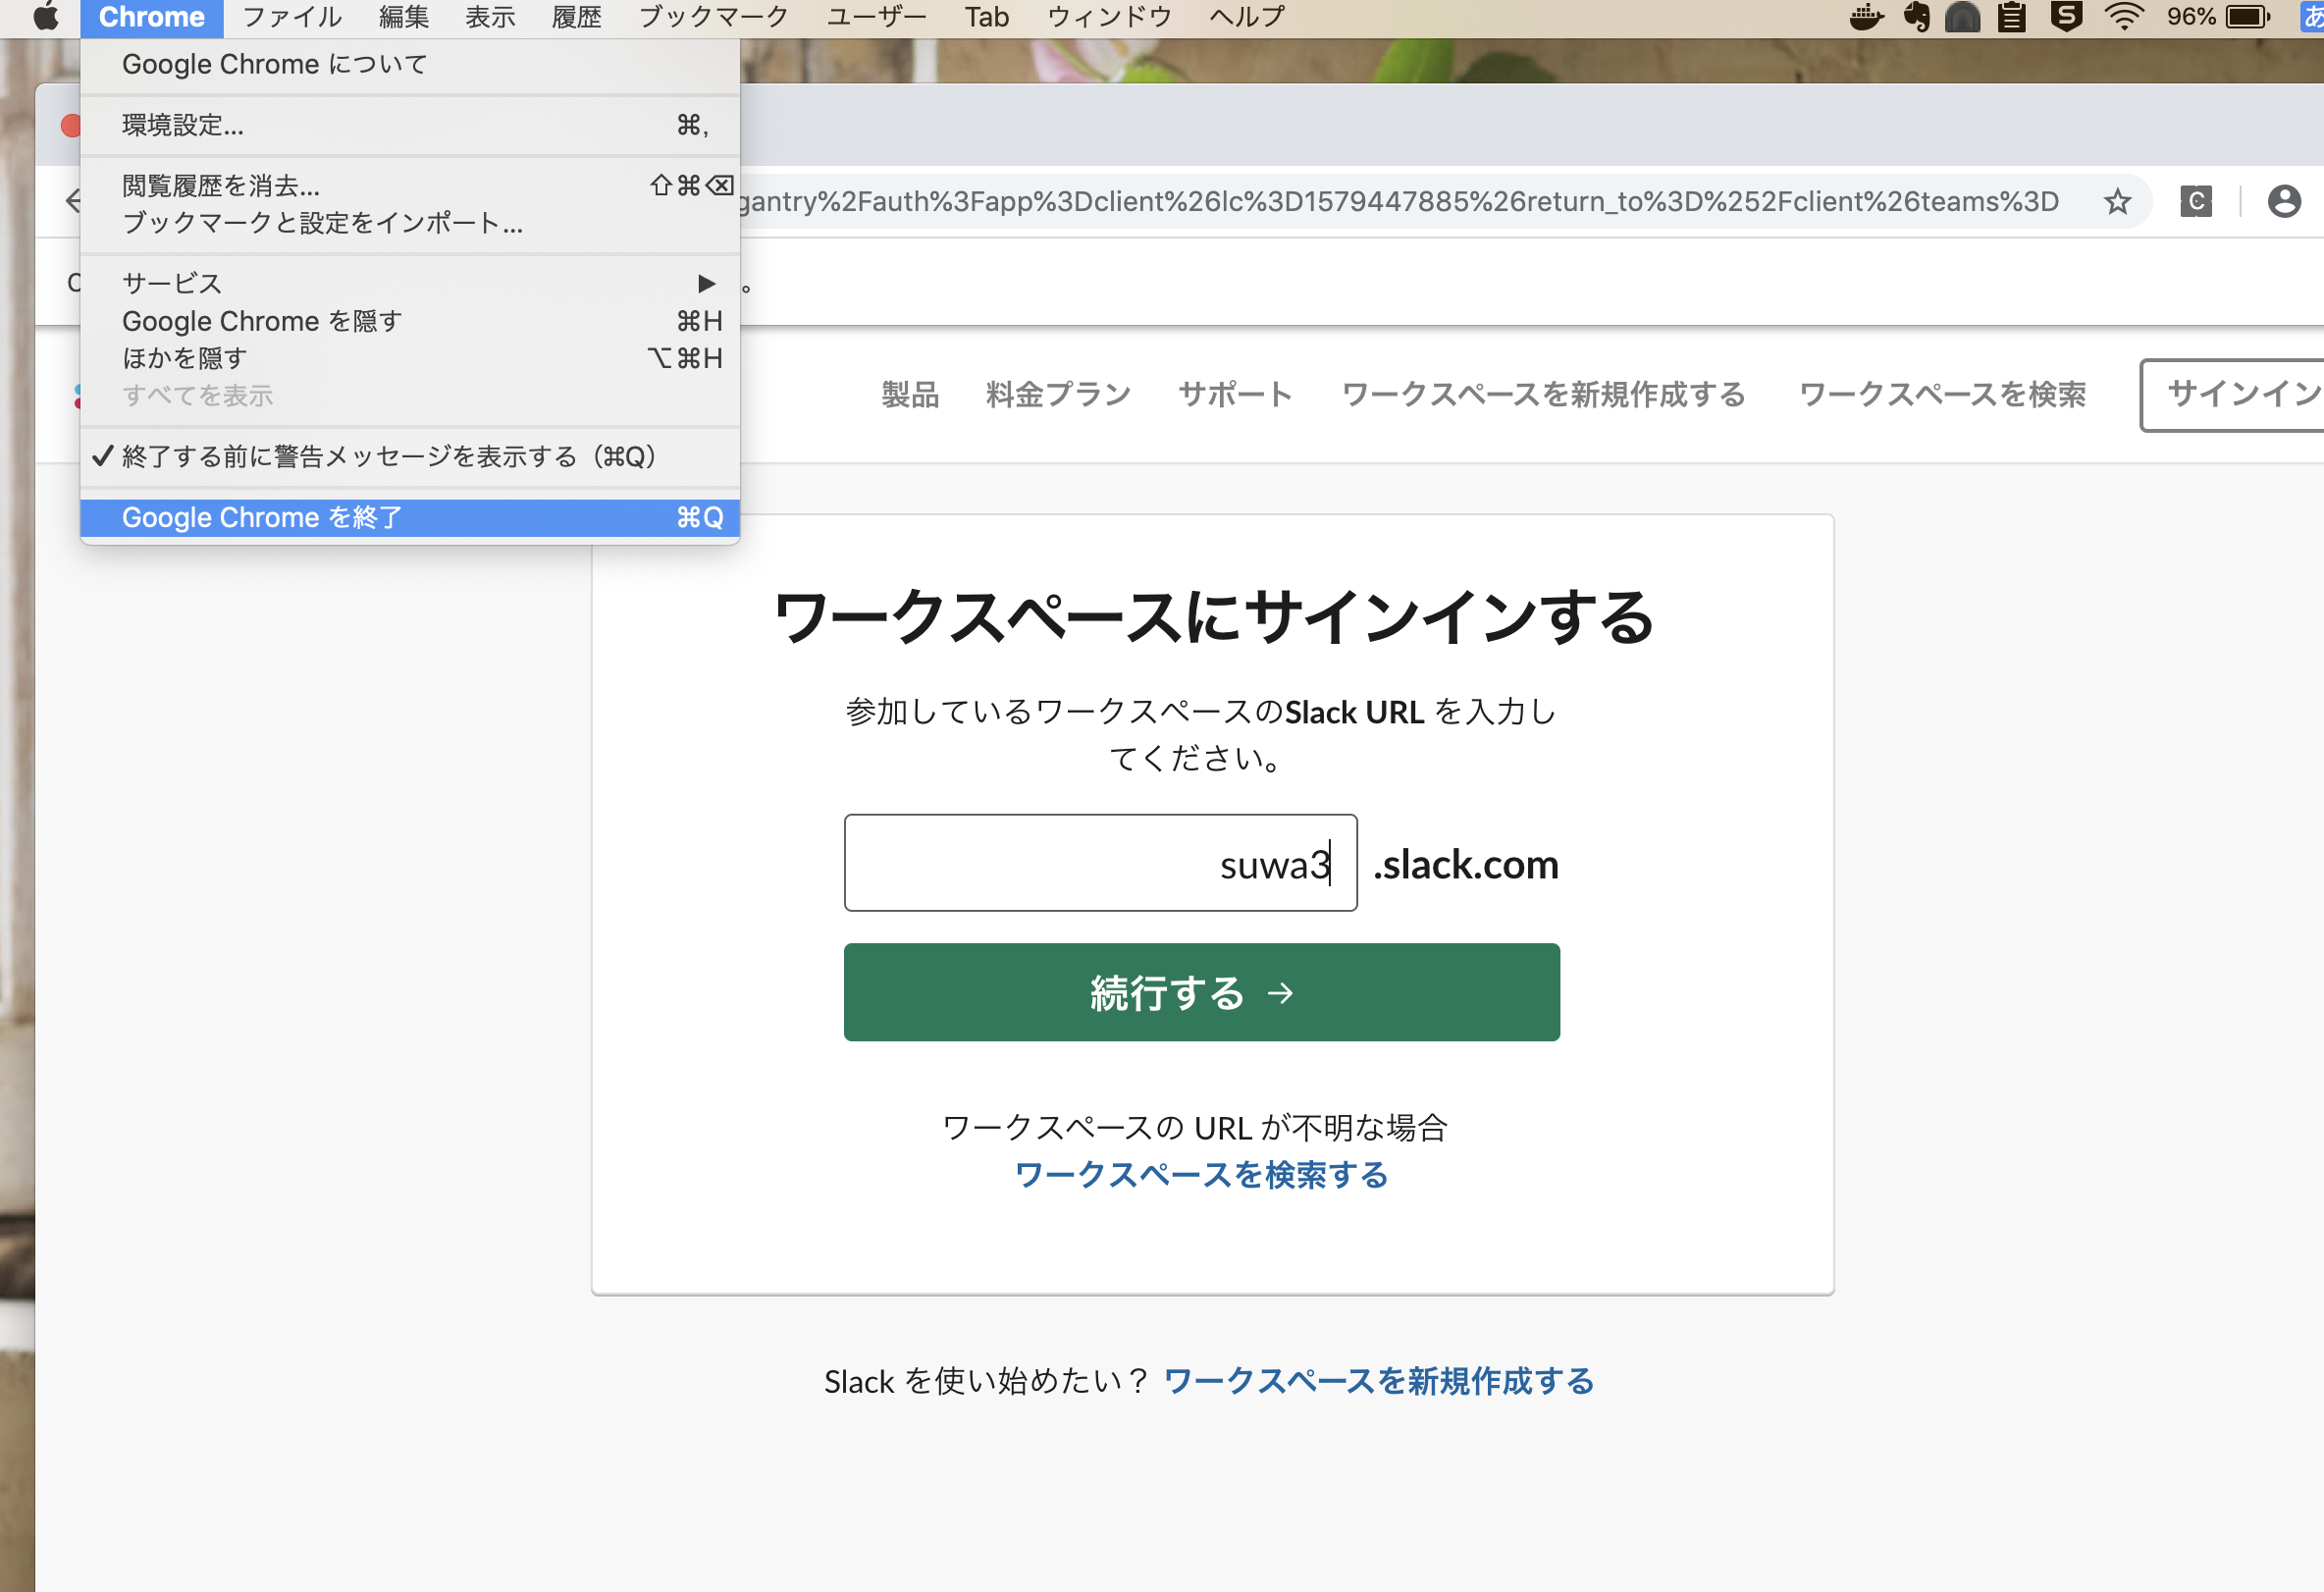 Chrome ファイル 編集 表示 履歴 ブックマーク ユーザー Tab ウィンドウ ヘルプ 96% あ
Google Chrome について
環境設定... ⌘,
閲覧履歴を消去... ⇧⌘⌫
ブックマークと設定をインポート...
サービス ▶
Google Chrome を隠す ⌘H
ほかを隠す ⌥⌘H
すべてを表示
✓ 終了する前に警告メッセージを表示する（⌘Q）
Google Chrome を終了 ⌘Q
gantry%2Fauth%3Fapp%3Dclient%26lc%3D1579447885%26return_to%3D%252Fclient%26teams%3D
。
製品 料金プラン サポート ワークスペースを新規作成する ワークスペースを検索 サインイン
ワークスペースにサインインする
参加しているワークスペースのSlack URL を入力し
てください。
suwa3 .slack.com
続行する →
ワークスペースの URL が不明な場合
ワークスペースを検索する
Slack を使い始めたい？ ワークスペースを新規作成する